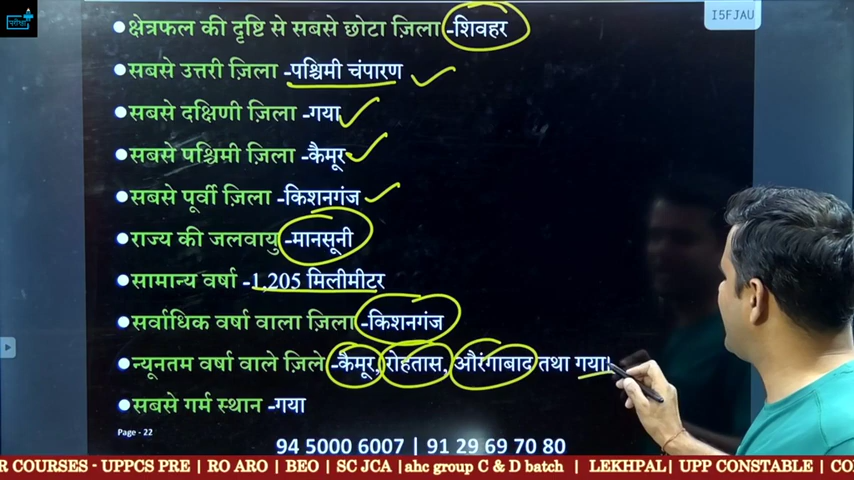 परीक्षा
I5FJAU
●क्षेत्रफल की दृष्टि से सबसे छोटा ज़िला -शिवहर
●सबसे उत्तरी ज़िला -पश्चिमी चंपारण
●सबसे दक्षिणी ज़िला -गया
●सबसे पश्चिमी ज़िला -कैमूर
●सबसे पूर्वी ज़िला -किशनगंज
●राज्य की जलवायु -मानसूनी
●सामान्य वर्षा -1,205 मिलीमीटर
●सर्वाधिक वर्षा वाला ज़िला -किशनगंज
●न्यूनतम वर्षा वाले ज़िले -कैमूर, रोहतास, औरंगाबाद तथा गया
●सबसे गर्म स्थान -गया
Page - 22
94 5000 6007 | 91 29 69 70 80
R COURSES - UPPCS PRE | RO ARO | BEO | SC JCA |ahc group C & D batch | LEKHPAL| UPP CONSTABLE | CO